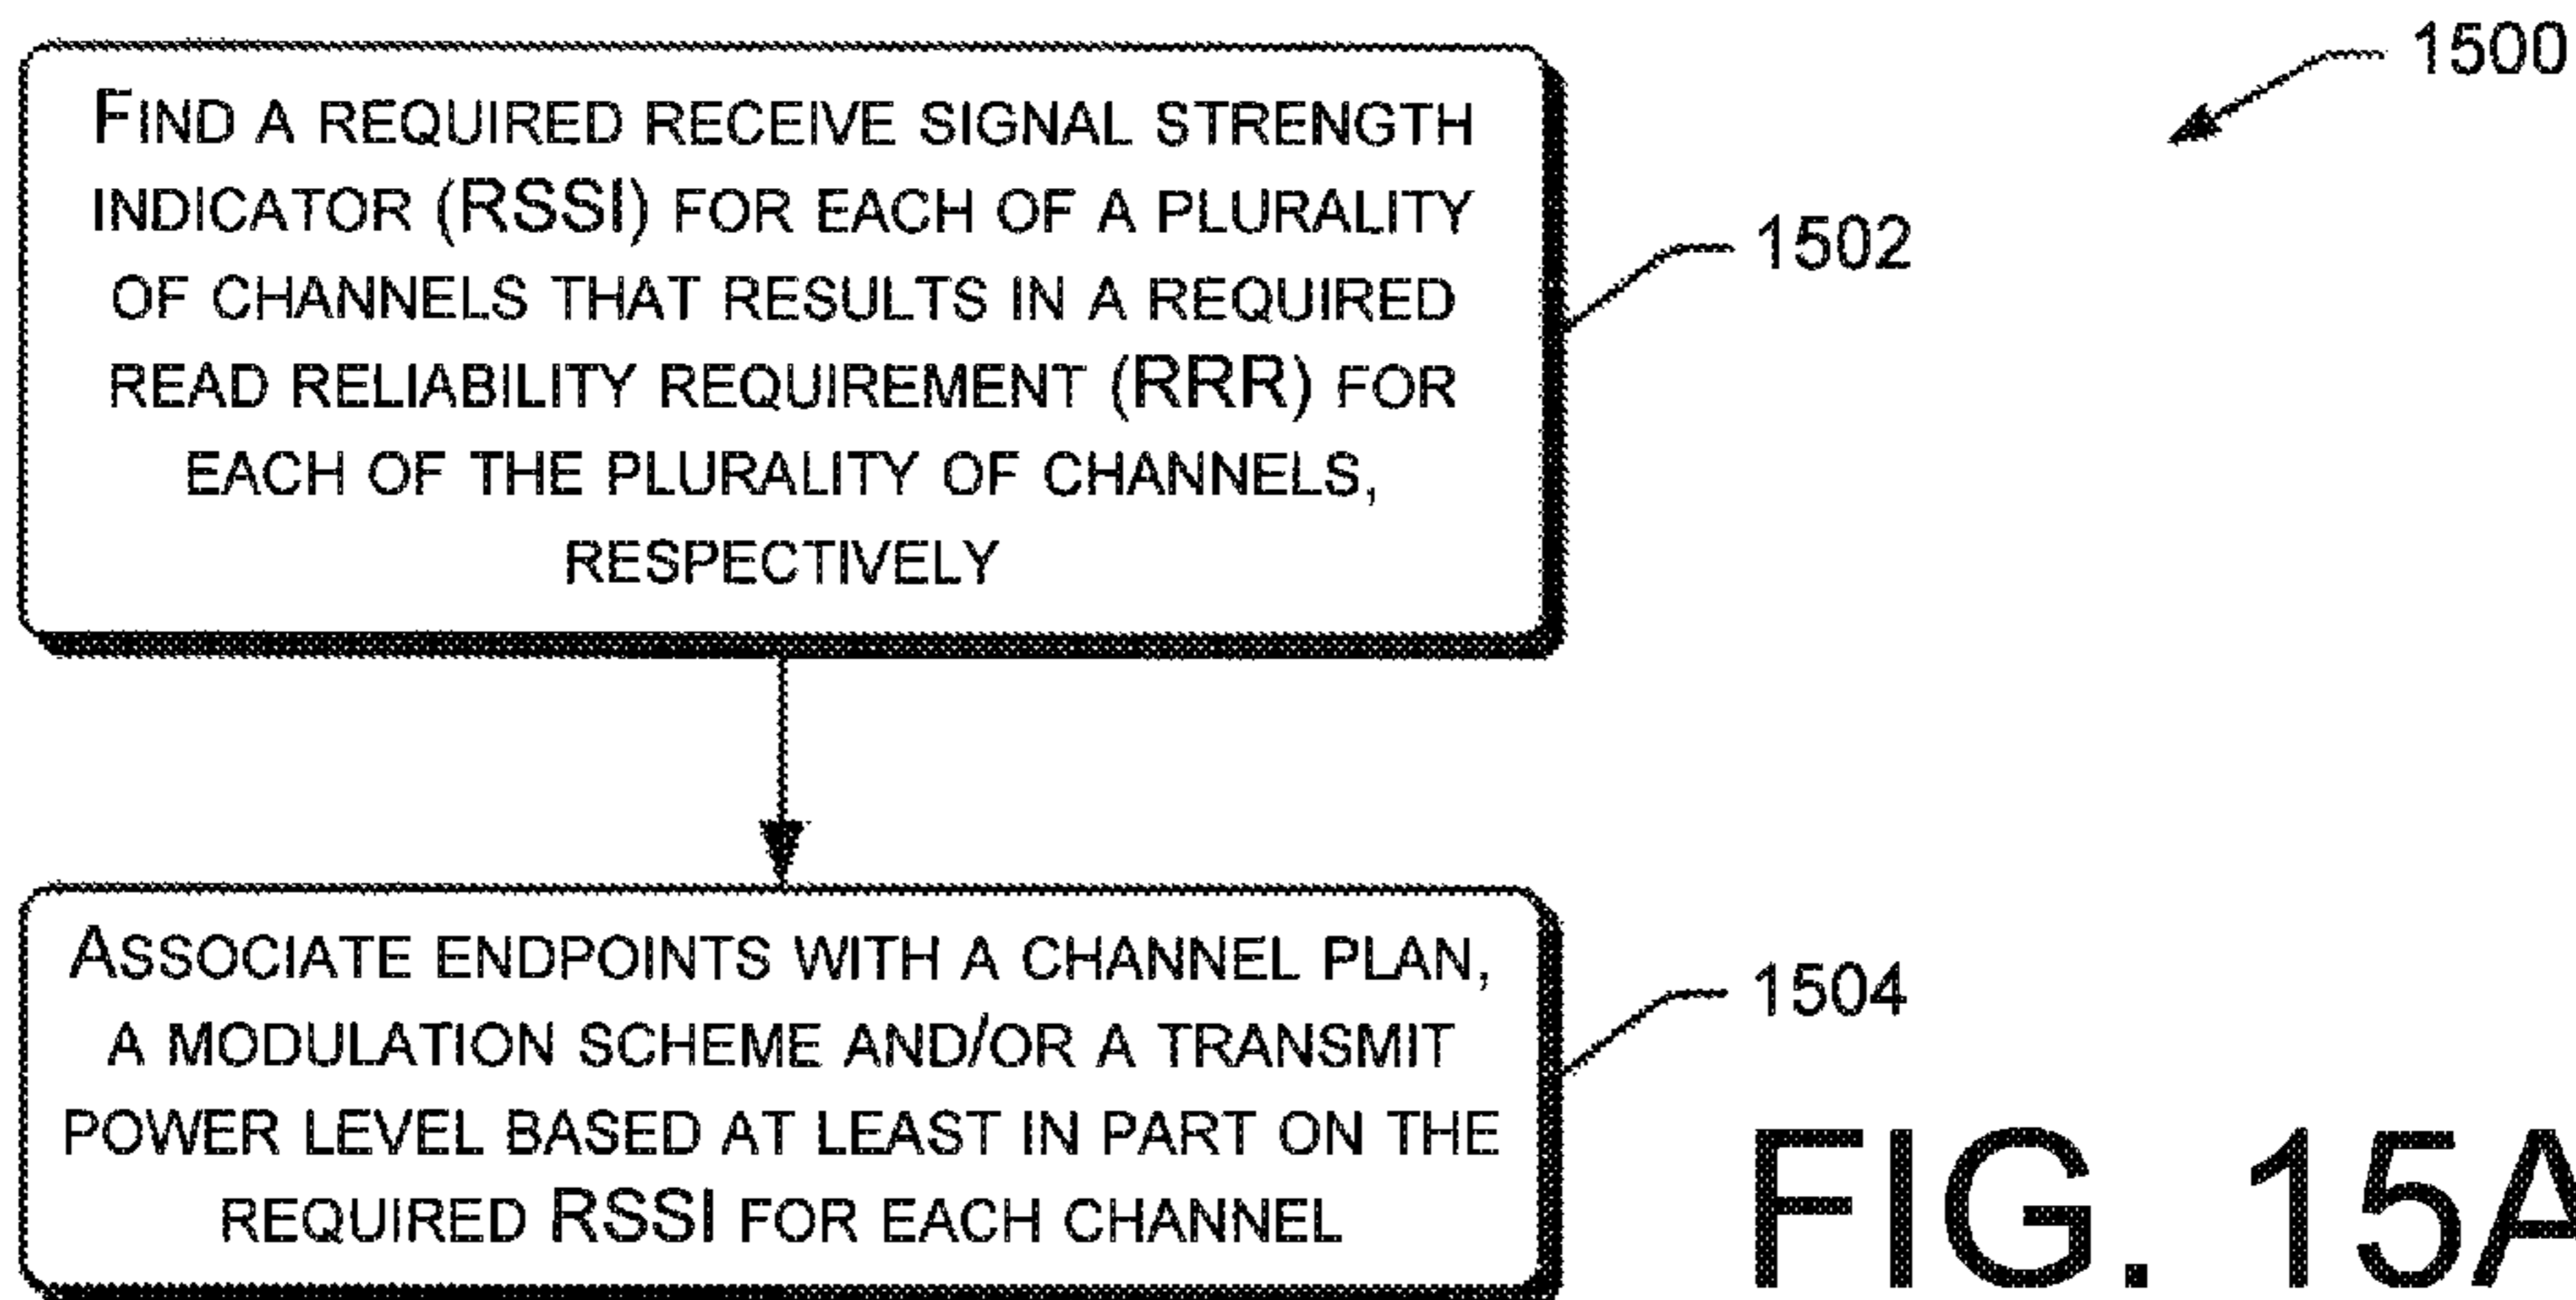 1500
FIND A REQUIRED RECEIVE SIGNAL STRENGTH
INDICATOR (RSSI) FOR EACH OF A PLURALITY
OF CHANNELS THAT RESULTS IN A REQUIRED
READ RELIABILITY REQUIREMENT (RRR) FOR
EACH OF THE PLURALITY OF CHANNELS,
RESPECTIVELY
1502
ASSOCIATE ENDPOINTS WITH A CHANNEL PLAN,
A MODULATION SCHEME AND/OR A TRANSMIT
POWER LEVEL BASED AT LEAST IN PART ON THE
REQUIRED RSSI FOR EACH CHANNEL
1504
FIG. 15A